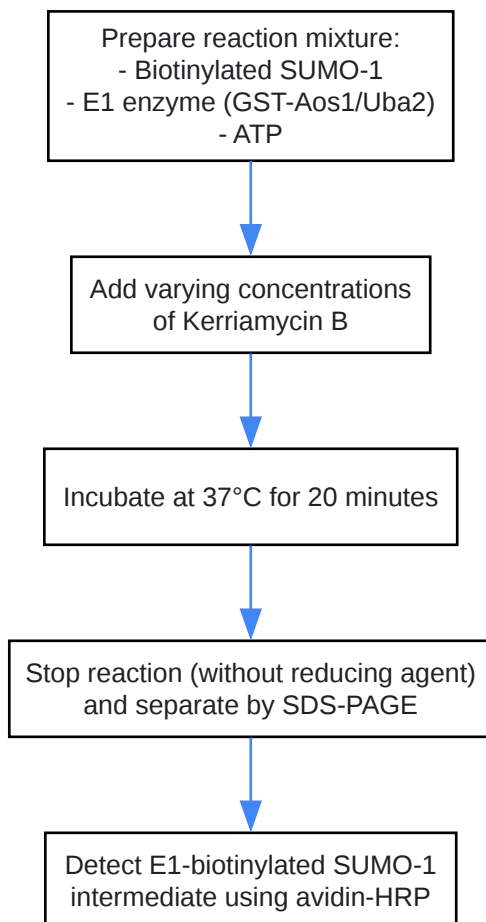 Prepare reaction mixture:
- Biotinylated SUMO-1
- E1 enzyme (GST-Aos1/Uba2)
- ATP
Add varying concentrations
of Kerriamycin B
Incubate at 37°C for 20 minutes
Stop reaction (without reducing agent)
and separate by SDS-PAGE
Detect E1-biotinylated SUMO-1
intermediate using avidin-HRP